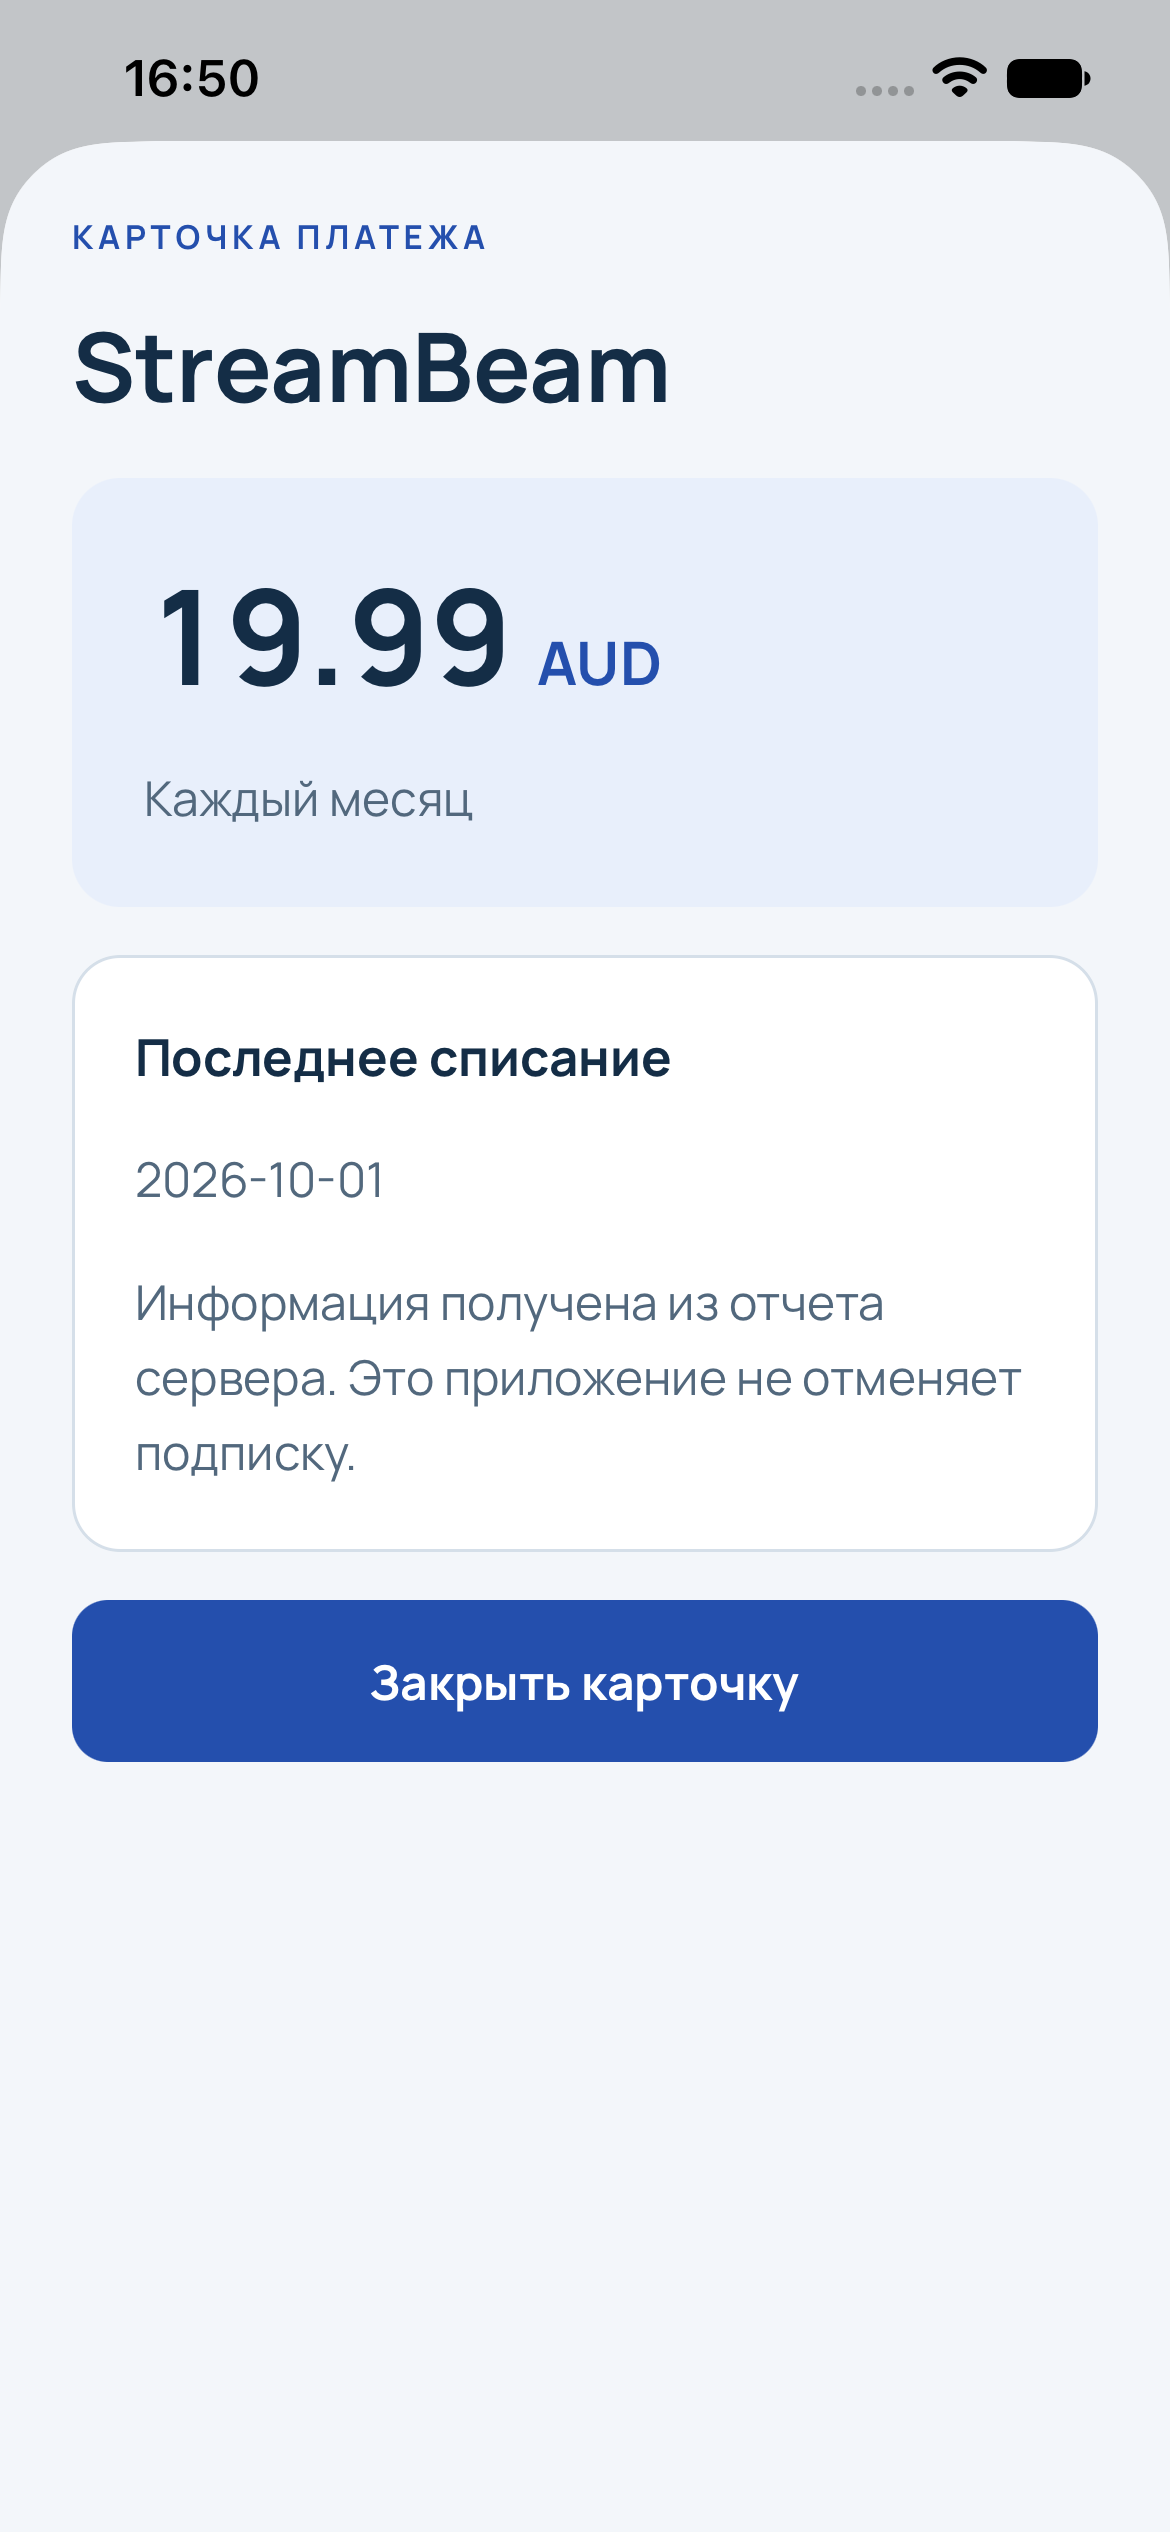 16:50
КАРТОЧКА ПЛАТЕЖА
StreamBeam
19.99 AUD
Каждый месяц
Последнее списание
2026-10-01
Информация получена из отчета
сервера. Это приложение не отменяет
подписку.
Закрыть карточку